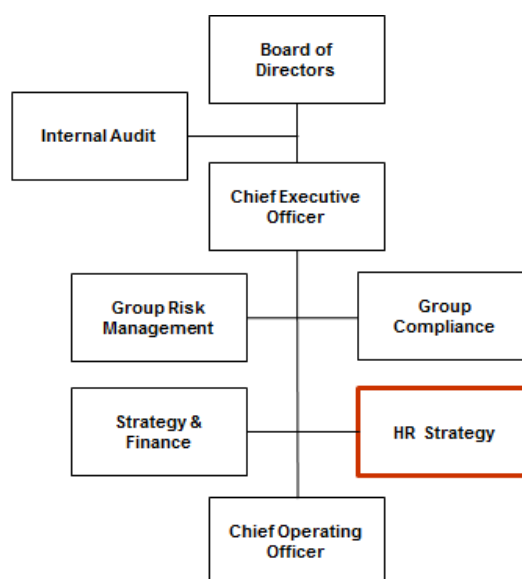 Board of
Directors
Internal Audit
Chief Executive
Officer
Group Risk
Management
Group
Compliance
Strategy &
Finance
HR Strategy
Chief Operating
Officer